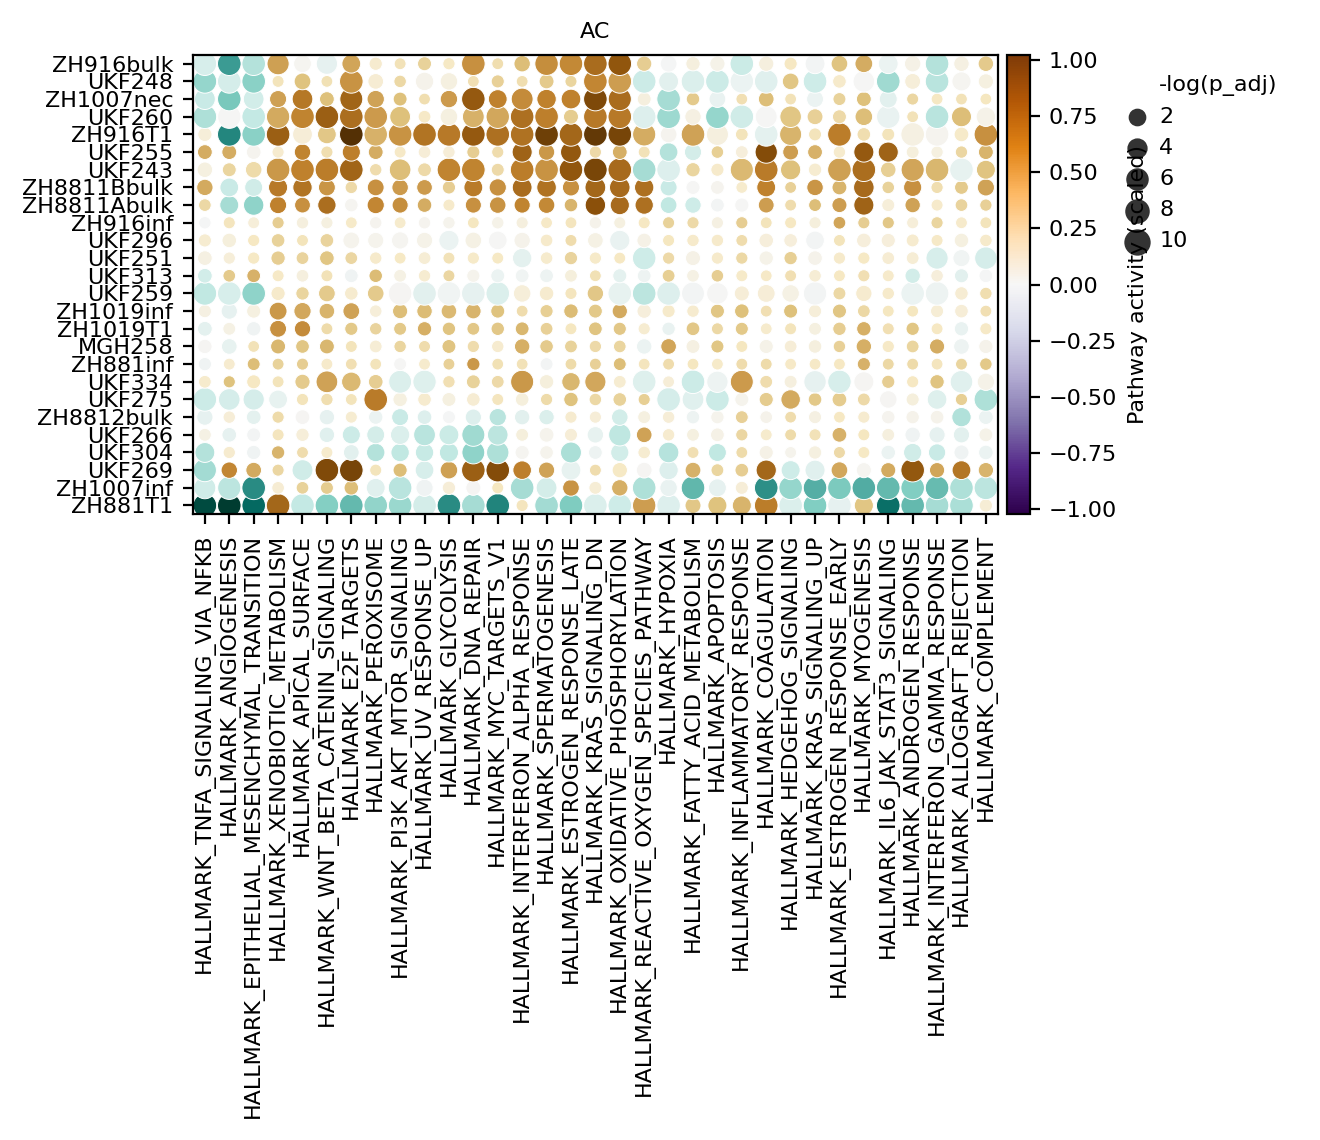 AC
ZH916bulk
UKF248
ZH1007nec
UKF260
ZH916T1
UKF255
UKF243
ZH8811Bbulk
ZH8811Abulk
ZH916inf
UKF296
UKF251
UKF313
UKF259
ZH1019inf
ZH1019T1
MGH258
ZH881inf
UKF334
UKF275
ZH8812bulk
UKF266
UKF304
UKF269
ZH1007inf
ZH881T1
HALLMARK_TNFA_SIGNALING_VIA_NFKB
HALLMARK_ANGIOGENESIS
HALLMARK_EPITHELIAL_MESENCHYMAL_TRANSITION
HALLMARK_XENOBIOTIC_METABOLISM
HALLMARK_APICAL_SURFACE
HALLMARK_WNT_BETA_CATENIN_SIGNALING
HALLMARK_E2F_TARGETS
HALLMARK_PEROXISOME
HALLMARK_PI3K_AKT_MTOR_SIGNALING
HALLMARK_UV_RESPONSE_UP
HALLMARK_GLYCOLYSIS
HALLMARK_DNA_REPAIR
HALLMARK_MYC_TARGETS_V1
HALLMARK_INTERFERON_ALPHA_RESPONSE
HALLMARK_SPERMATOGENESIS
HALLMARK_ESTROGEN_RESPONSE_LATE
HALLMARK_KRAS_SIGNALING_DN
HALLMARK_OXIDATIVE_PHOSPHORYLATION
HALLMARK_REACTIVE_OXYGEN_SPECIES_PATHWAY
HALLMARK_HYPOXIA
HALLMARK_FATTY_ACID_METABOLISM
HALLMARK_APOPTOSIS
HALLMARK_INFLAMMATORY_RESPONSE
HALLMARK_COAGULATION
HALLMARK_HEDGEHOG_SIGNALING
HALLMARK_KRAS_SIGNALING_UP
HALLMARK_ESTROGEN_RESPONSE_EARLY
HALLMARK_MYOGENESIS
HALLMARK_IL6_JAK_STAT3_SIGNALING
HALLMARK_ANDROGEN_RESPONSE
HALLMARK_INTERFERON_GAMMA_RESPONSE
HALLMARK_ALLOGRAFT_REJECTION
HALLMARK_COMPLEMENT
1.00
0.75
0.50
0.25
0.00
−0.25
−0.50
−0.75
−1.00
Pathway activity (scaled)
-log(p_adj)
2
4
6
8
10